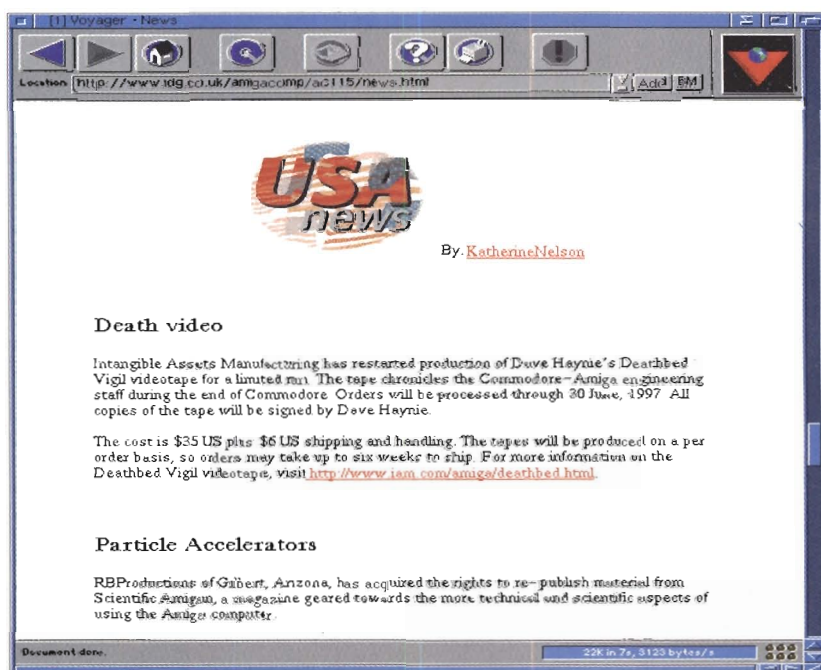 [1] Voyager - News
Location http://www.idg.co.uk/amigacomp/ac115/news.html Add BM
USA
news
By. KatherineNelson
Death video
Intangible Assets Manufacturing has restarted production of Dave Haynie's Deathbed
Vigil videotape for a limited run. The tape chronicles the Commodore-Amiga engineering
staff during the end of Commodore. Orders will be processed through 30 June, 1997. All
copies of the tape will be signed by Dave Haynie.
The cost is $35 US plus $6 US shipping and handling. The tapes will be produced on a per
order basis, so orders may take up to six weeks to ship. For more information on the
Deathbed Vigil videotape, visit http://www.iam.com/amiga/deathbed.html.
Particle Accelerators
RBProductions of Gilbert, Arizona, has acquired the rights to re-publish material from
Scientific Amigan, a magazine geared towards the more technical and scientific aspects of
using the Amiga computer.
Document done. 22K in 7s, 3123 bytes/s